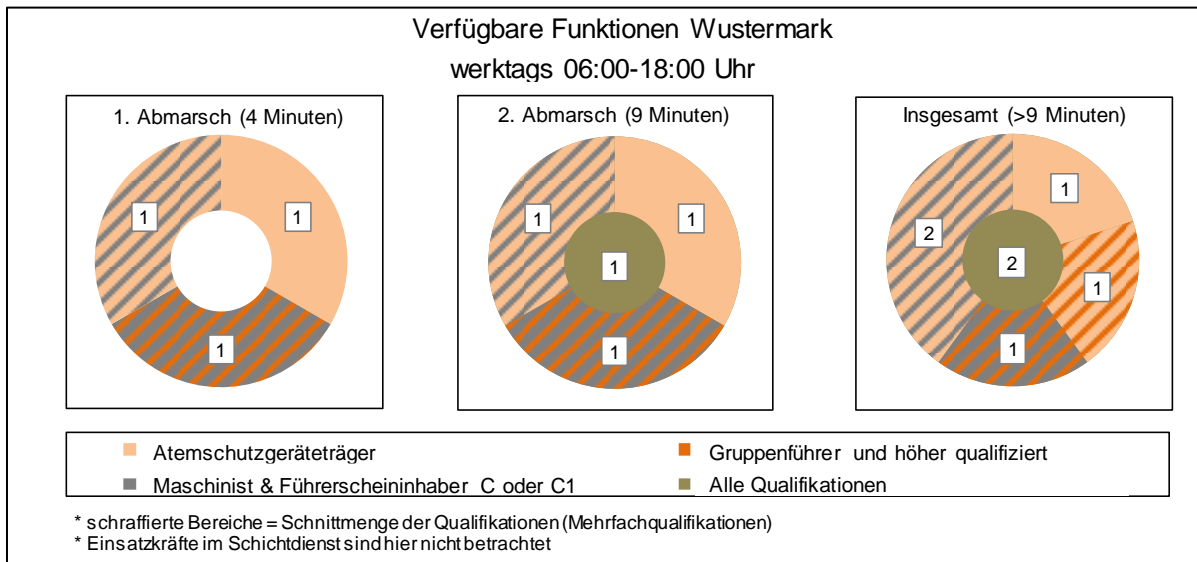 Verfügbare Funktionen Wustermark
werktags 06:00-18:00 Uhr
1. Abmarsch (4 Minuten)
1
1
1
2. Abmarsch (9 Minuten)
1
1
1
1
Insgesamt (>9 Minuten)
1
2
2
1
1
Atemschutzgeräteträger
Gruppenführer und höher qualifiziert
Maschinist & Führerscheininhaber C oder C1
Alle Qualifikationen
* schraffierte Bereiche = Schnittmenge der Qualifikationen (Mehrfachqualifikationen)
* Einsatzkräfte im Schichtdienst sind hier nicht betrachtet